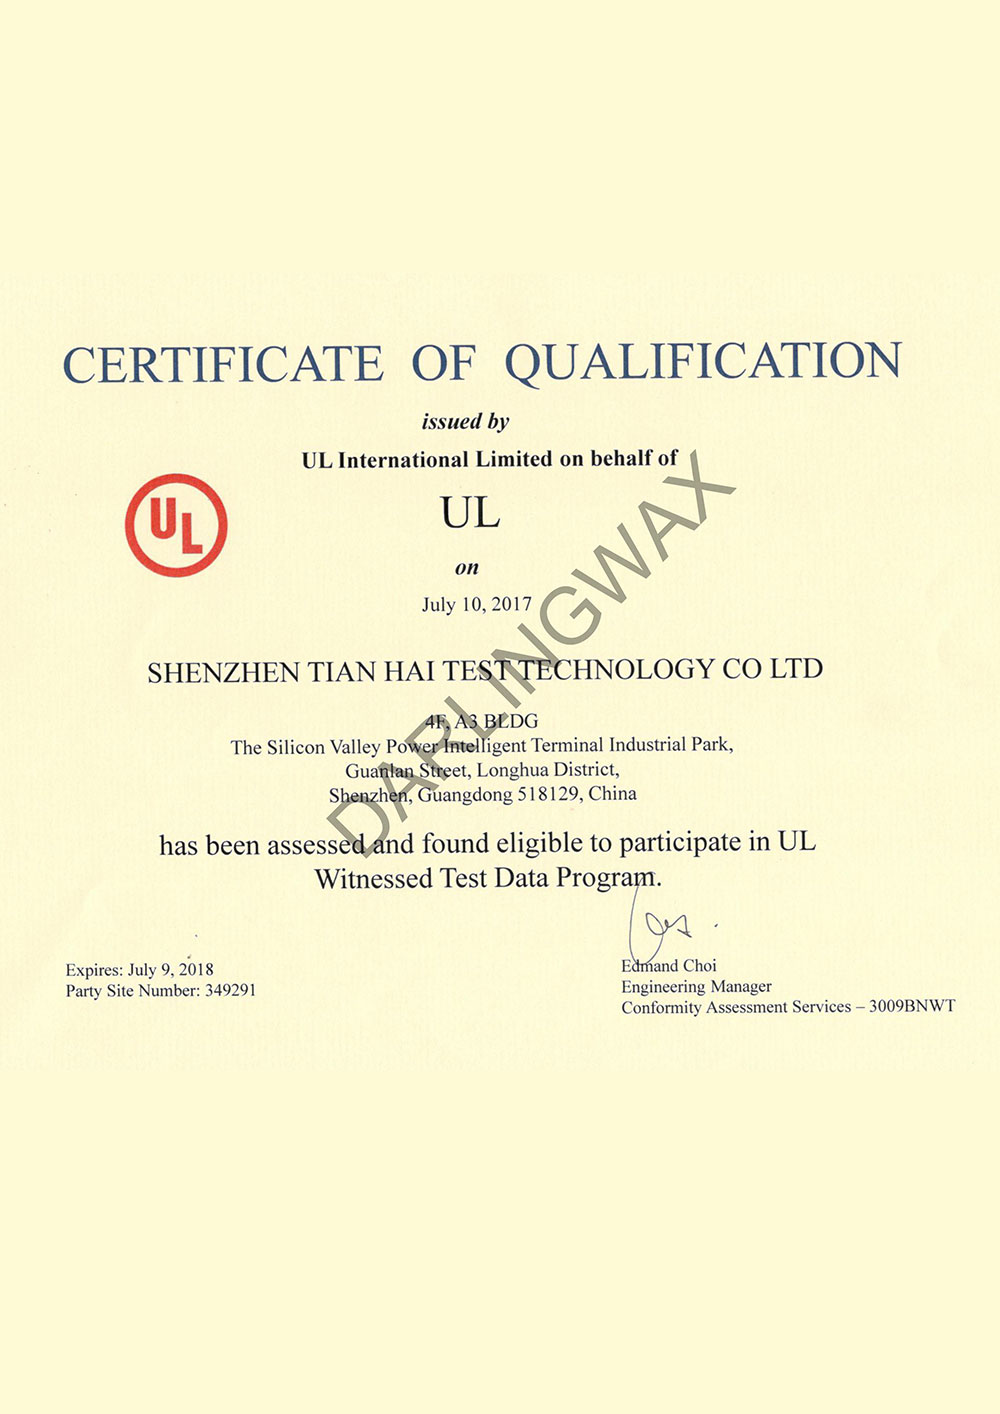 CERTIFICATE OF QUALIFICATION
issued by
UL International Limited on behalf of
UL
UL
on
July 10, 2017
SHENZHEN TIAN HAI TEST TECHNOLOGY CO LTD
4F, A3 BLDG
The Silicon Valley Power Intelligent Terminal Industrial Park,
Guanlan Street, Longhua District,
Shenzhen, Guangdong 518129, China
has been assessed and found eligible to participate in UL
Witnessed Test Data Program.
Expires: July 9, 2018
Party Site Number: 349291
Edmand Choi
Engineering Manager
Conformity Assessment Services – 3009BNWT
DARLINGWAX